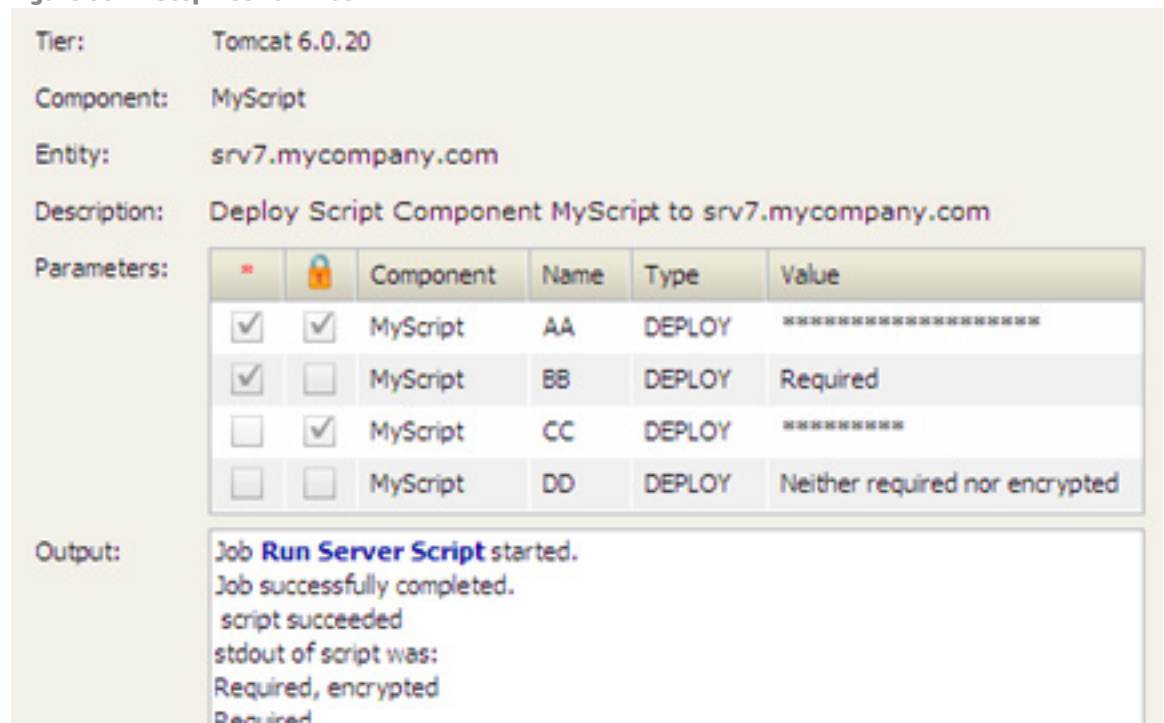 Tier: Tomcat 6.0.20
Component: MyScript
Entity: srv7.mycompany.com
Description: Deploy Script Component MyScript to srv7.mycompany.com
Parameters:
* Component Name Type Value
MyScript AA DEPLOY *******************
MyScript BB DEPLOY Required
MyScript CC DEPLOY *********
MyScript DD DEPLOY Neither required nor encrypted
Output:
Job Run Server Script started.
Job successfully completed.
script succeeded
stdout of script was:
Required, encrypted
Required